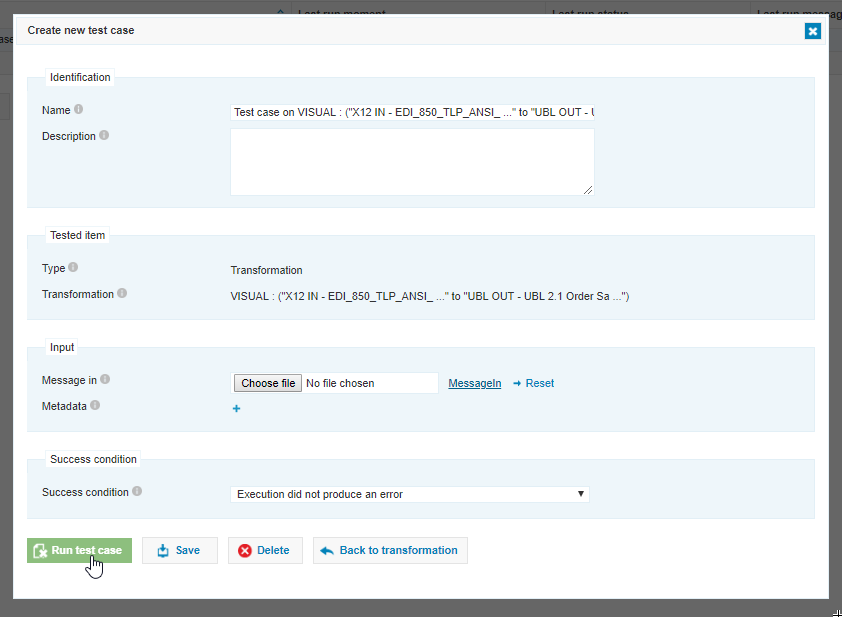 Last run moment Last run status Last run messag
Create new test case
ase
Identification
Name
Test case on VISUAL : ("X12 IN - EDI_850_TLP_ANSI_ ..." to "UBL OUT - U
Description
Tested item
Type
Transformation
Transformation
VISUAL : ("X12 IN - EDI_850_TLP_ANSI_ ..." to "UBL OUT - UBL 2.1 Order Sa ...")
Input
Message in
Choose file No file chosen MessageIn Reset
Metadata
Success condition
Success condition
Execution did not produce an error
Run test case Save Delete Back to transformation